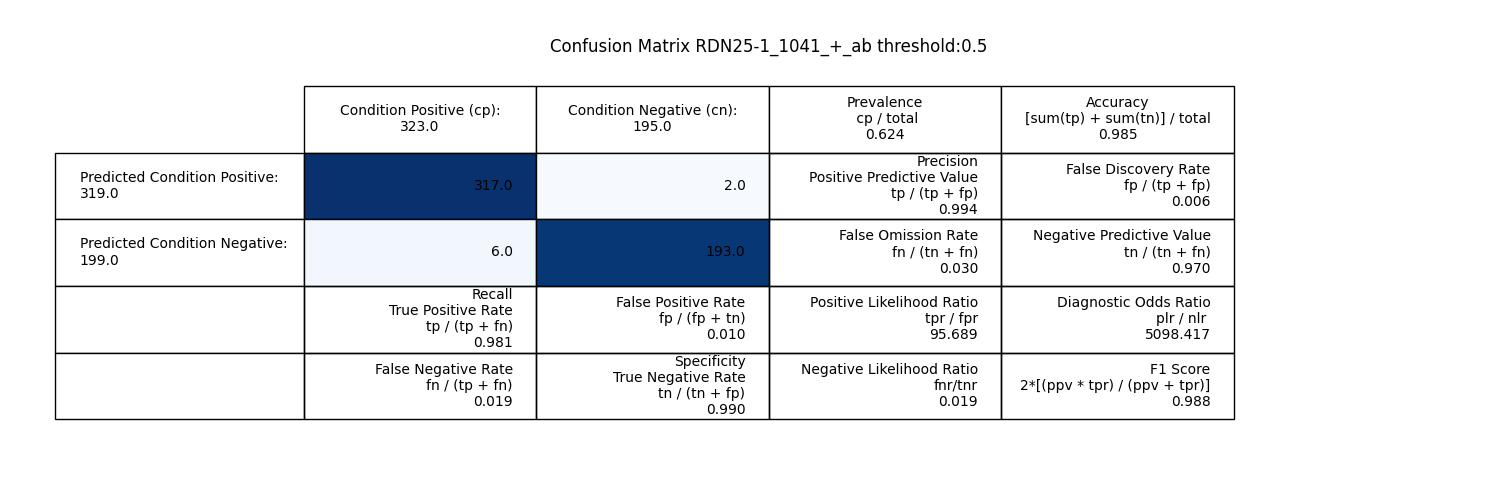 Confusion Matrix RDN25-1_1041_+_ab threshold:0.5
Condition Positive (cp):
323.0
Condition Negative (cn):
195.0
Prevalence
cp / total
0.624
Accuracy
[sum(tp) + sum(tn)] / total
0.985
Predicted Condition Positive:
319.0
317.0
2.0
Precision
Positive Predictive Value
tp / (tp + fp)
0.994
False Discovery Rate
fp / (tp + fp)
0.006
Predicted Condition Negative:
199.0
6.0
193.0
False Omission Rate
fn / (tn + fn)
0.030
Negative Predictive Value
tn / (tn + fn)
0.970
Recall
True Positive Rate
tp / (tp + fn)
0.981
False Positive Rate
fp / (fp + tn)
0.010
Positive Likelihood Ratio
tpr / fpr
95.689
Diagnostic Odds Ratio
plr / nlr
5098.417
False Negative Rate
fn / (tp + fn)
0.019
Specificity
True Negative Rate
tn / (tn + fp)
0.990
Negative Likelihood Ratio
fnr/tnr
0.019
F1 Score
2*[(ppv * tpr) / (ppv + tpr)]
0.988